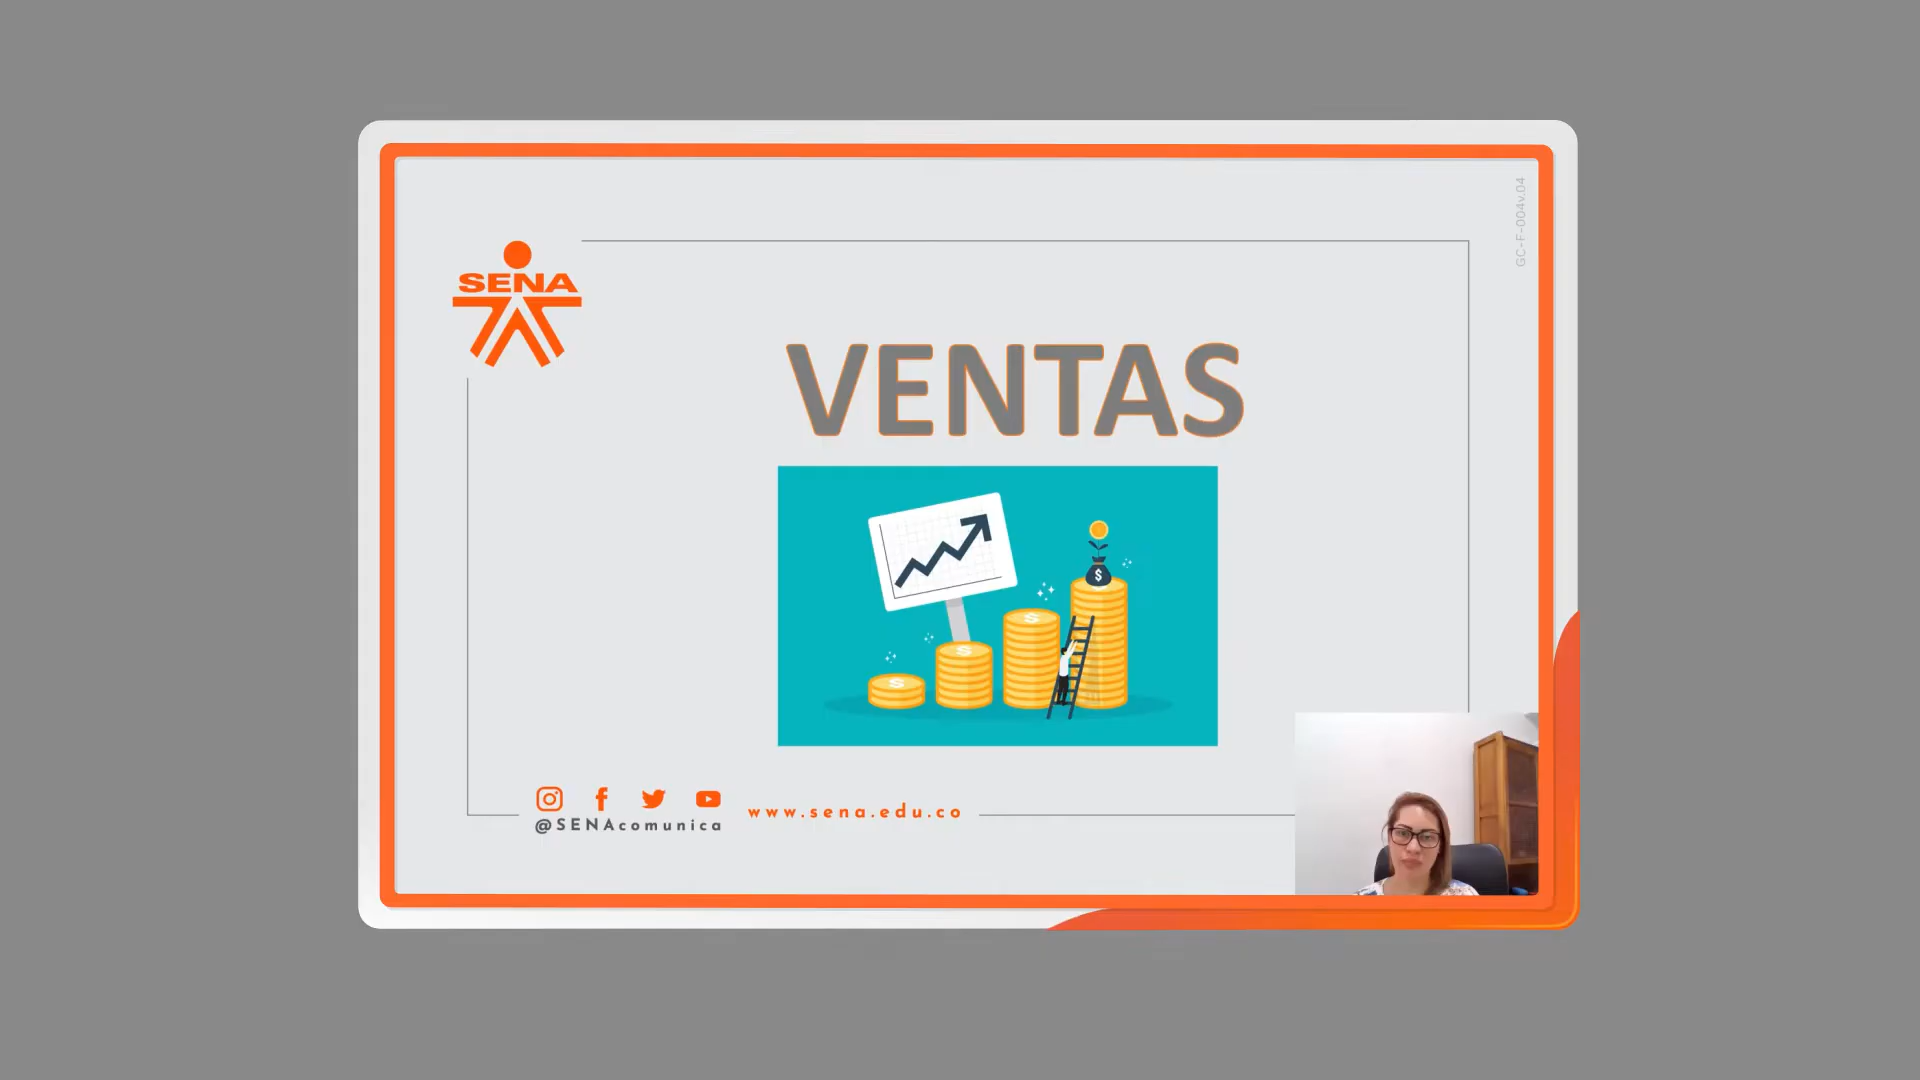 GC-F-004v.04
SENA
VENTAS
$
$
$
$
@SENAcomunica
www.sena.edu.co